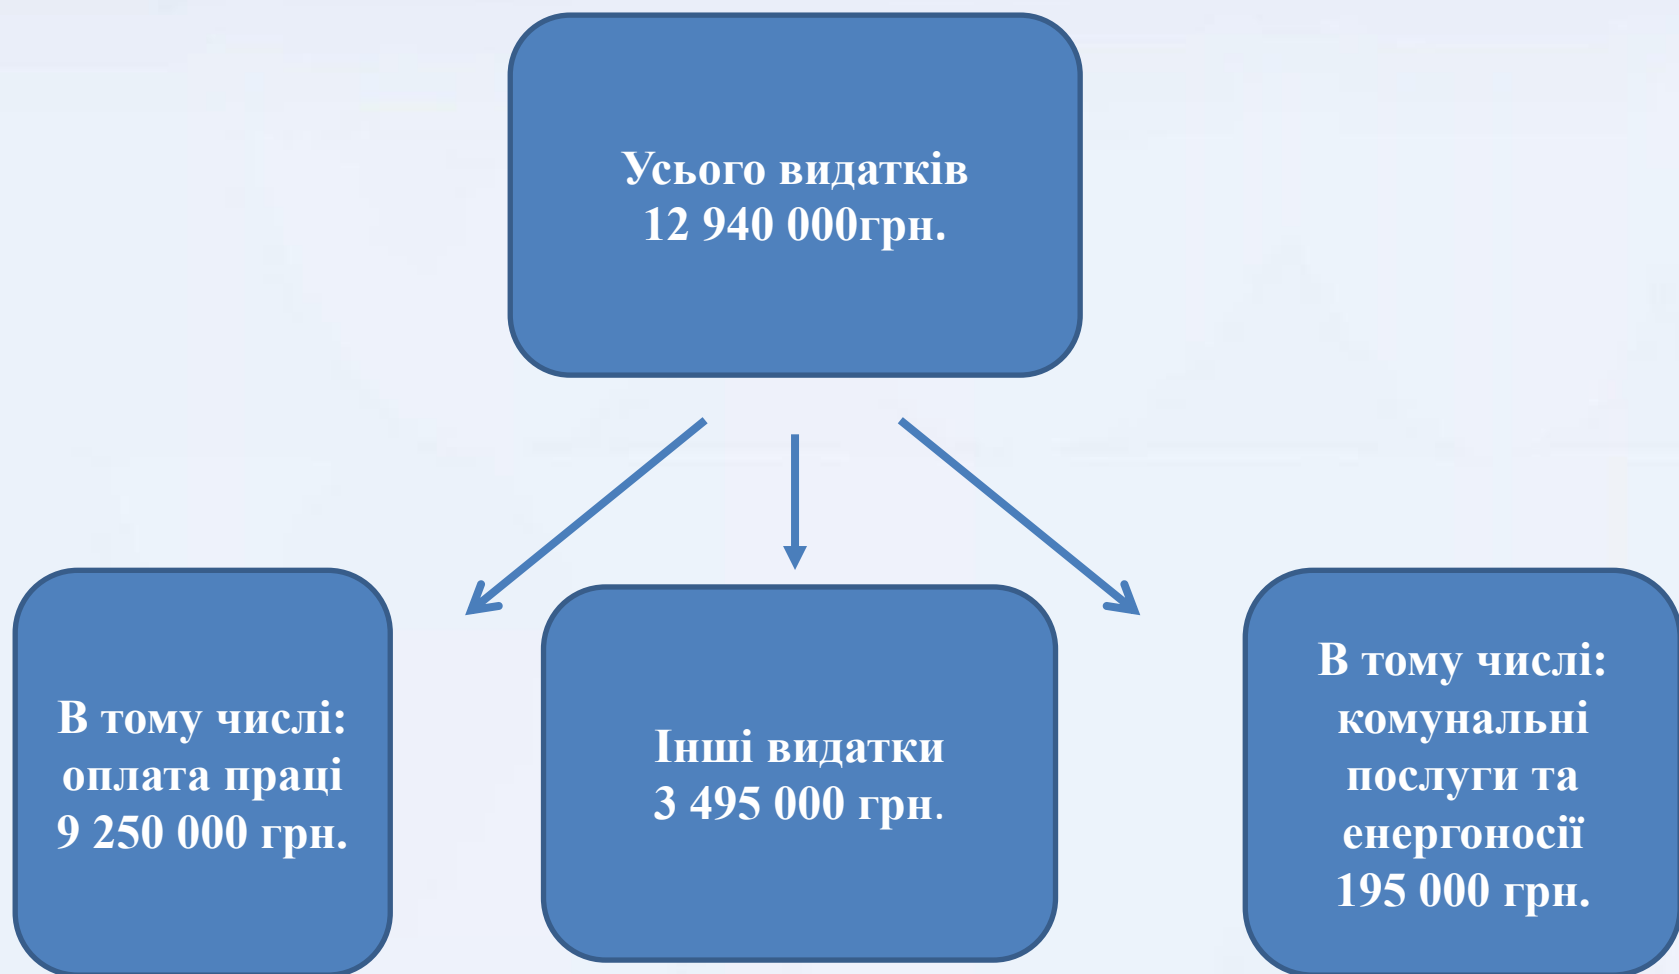 Усього видатків
12 940 000грн.
В тому числі:
оплата праці
9 250 000 грн.
Інші видатки
3 495 000 грн.
В тому числі:
комунальні
послуги та
енергоносії
195 000 грн.